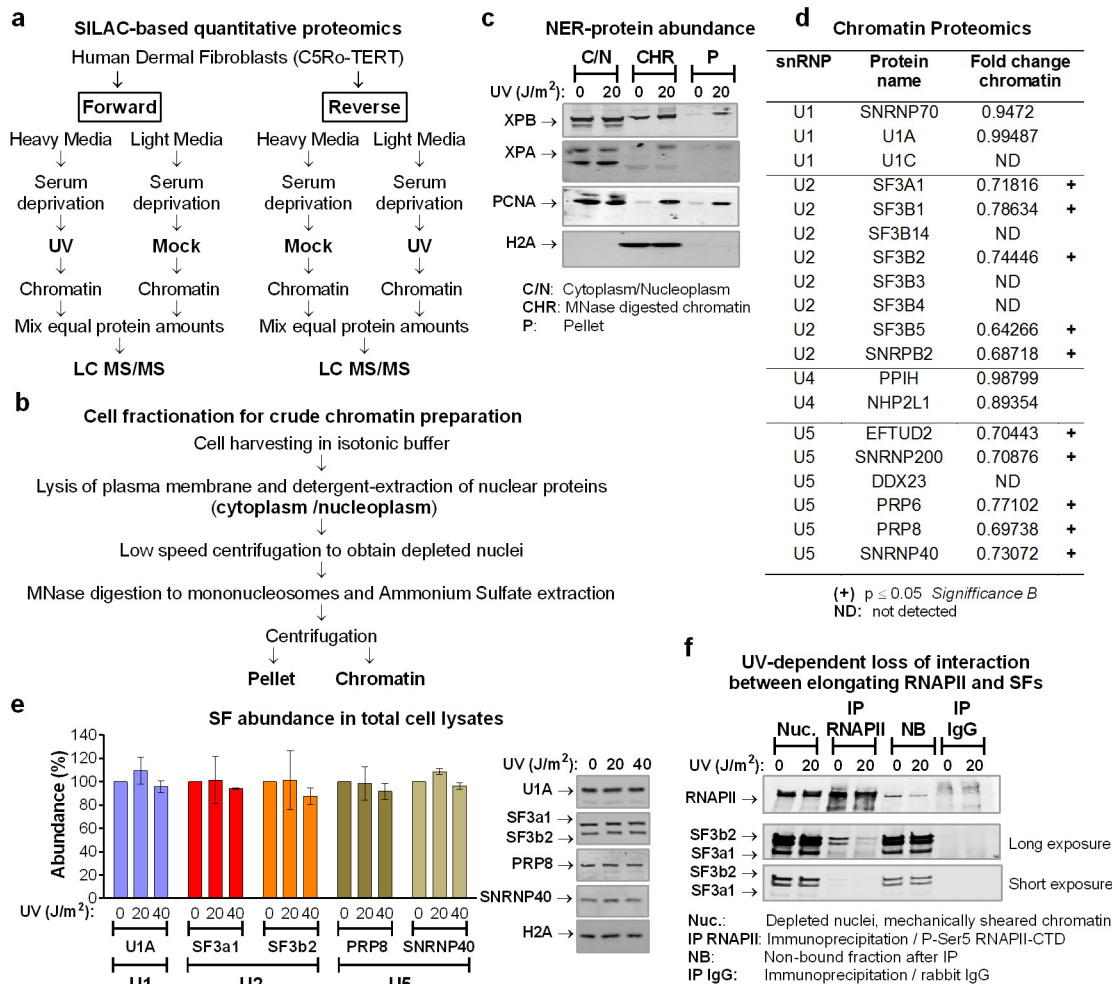 a
SILAC-based quantitative proteomics
Human Dermal Fibroblasts (C5Ro-TERT)
Forward Reverse
Heavy Media Light Media Heavy Media Light Media
Serum deprivation Serum deprivation Serum deprivation Serum deprivation
UV Mock Mock UV
Chromatin Chromatin Chromatin Chromatin
Mix equal protein amounts Mix equal protein amounts
LC MS/MS LC MS/MS
b
Cell fractionation for crude chromatin preparation
Cell harvesting in isotonic buffer
Lysis of plasma membrane and detergent-extraction of nuclear proteins
(cytoplasm /nucleoplasm)
Low speed centrifugation to obtain depleted nuclei
MNase digestion to mononucleosomes and Ammonium Sulfate extraction
Centrifugation
Pellet Chromatin
c
NER-protein abundance
C/N CHR P
UV (J/m²): 0 20 0 20 0 20
XPB →
XPA →
PCNA →
H2A →
C/N: Cytoplasm/Nucleoplasm
CHR: MNase digested chromatin
P: Pellet
d
Chromatin Proteomics
snRNP Protein name Fold change chromatin
U1 SNRNP70 0.9472
U1 U1A 0.99487
U1 U1C ND
U2 SF3A1 0.71816 +
U2 SF3B1 0.78634 +
U2 SF3B14 ND
U2 SF3B2 0.74446 +
U2 SF3B3 ND
U2 SF3B4 ND
U2 SF3B5 0.64266 +
U2 SNRPB2 0.68718 +
U4 PPIH 0.98799
U4 NHP2L1 0.89354
U5 EFTUD2 0.70443 +
U5 SNRNP200 0.70876 +
U5 DDX23 ND
U5 PRP6 0.77102 +
U5 PRP8 0.69738 +
U5 SNRNP40 0.73072 +
(+) p ≤ 0.05 Signifficance B
ND: not detected
e
SF abundance in total cell lysates
Abundance (%)
140
120
100
80
60
40
20
0
UV (J/m²): 0 20 40 0 20 40 0 20 40 0 20 40 0 20 40
U1A SF3a1 SF3b2 PRP8 SNRNP40
U1 U2 U5
UV (J/m²): 0 20 40
U1A →
SF3a1 →
SF3b2 →
PRP8 →
SNRNP40 →
H2A →
f
UV-dependent loss of interaction
between elongating RNAPII and SFs
Nuc. IP RNAPII NB IP IgG
UV (J/m²): 0 20 0 20 0 20 0 20
RNAPII →
SF3b2 →
SF3a1 → Long exposure
SF3b2 →
SF3a1 → Short exposure
Nuc.: Depleted nuclei, mechanically sheared chromatin
IP RNAPII: Immunoprecipitation / P-Ser5 RNAPII-CTD
NB: Non-bound fraction after IP
IP IgG: Immunoprecipitation / rabbit IgG